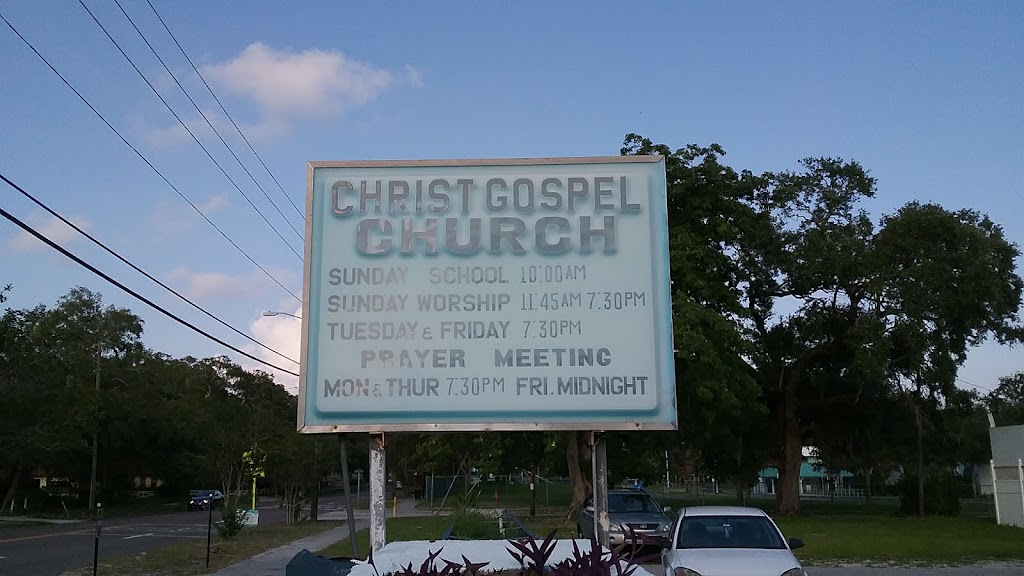 CHRIST GOSPEL
CHURCH
SUNDAY SCHOOL 10:00AM
SUNDAY WORSHIP 11:45AM 7:30PM
TUESDAY & FRIDAY 7:30PM
PRAYER MEETING
MON & THUR 7:30PM FRI. MIDNIGHT